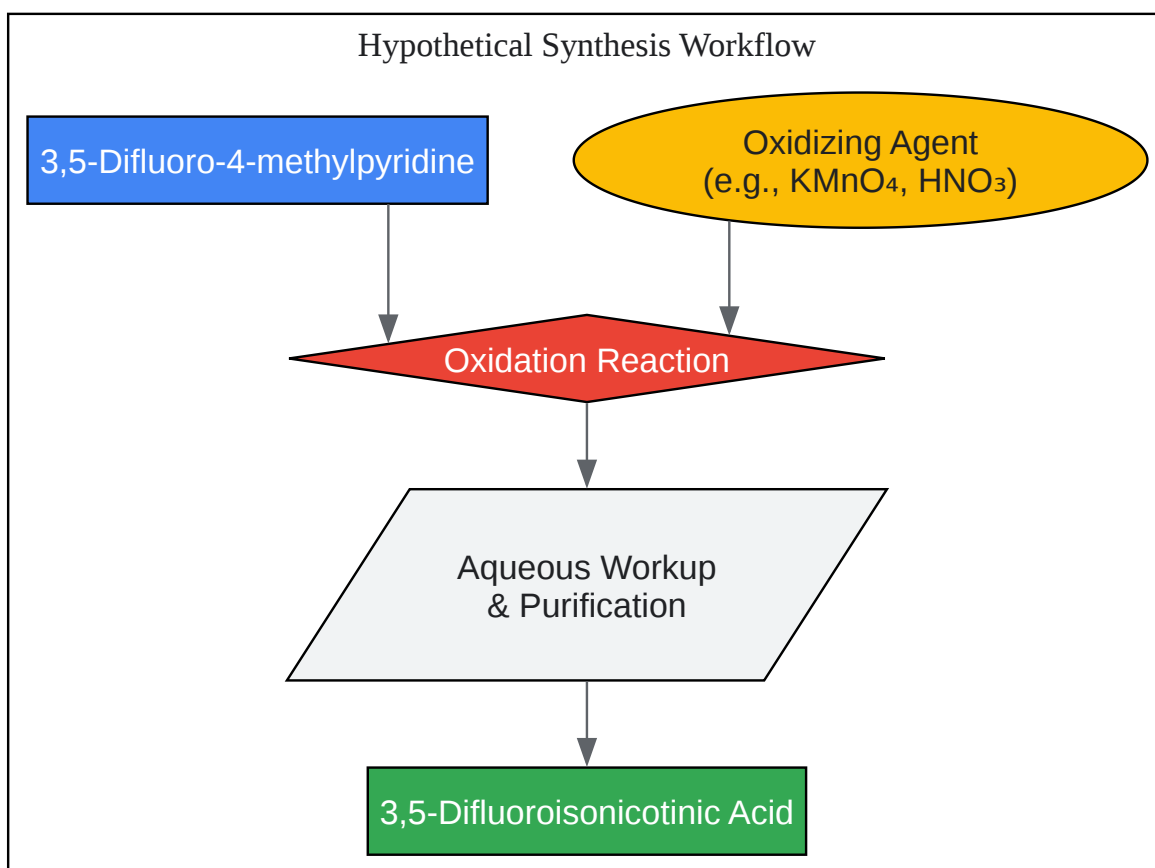 Hypothetical Synthesis Workflow
3,5-Difluoro-4-methylpyridine
Oxidizing Agent
(e.g., KMnO₄, HNO₃)
Oxidation Reaction
Aqueous Workup
& Purification
3,5-Difluoroisonicotinic Acid